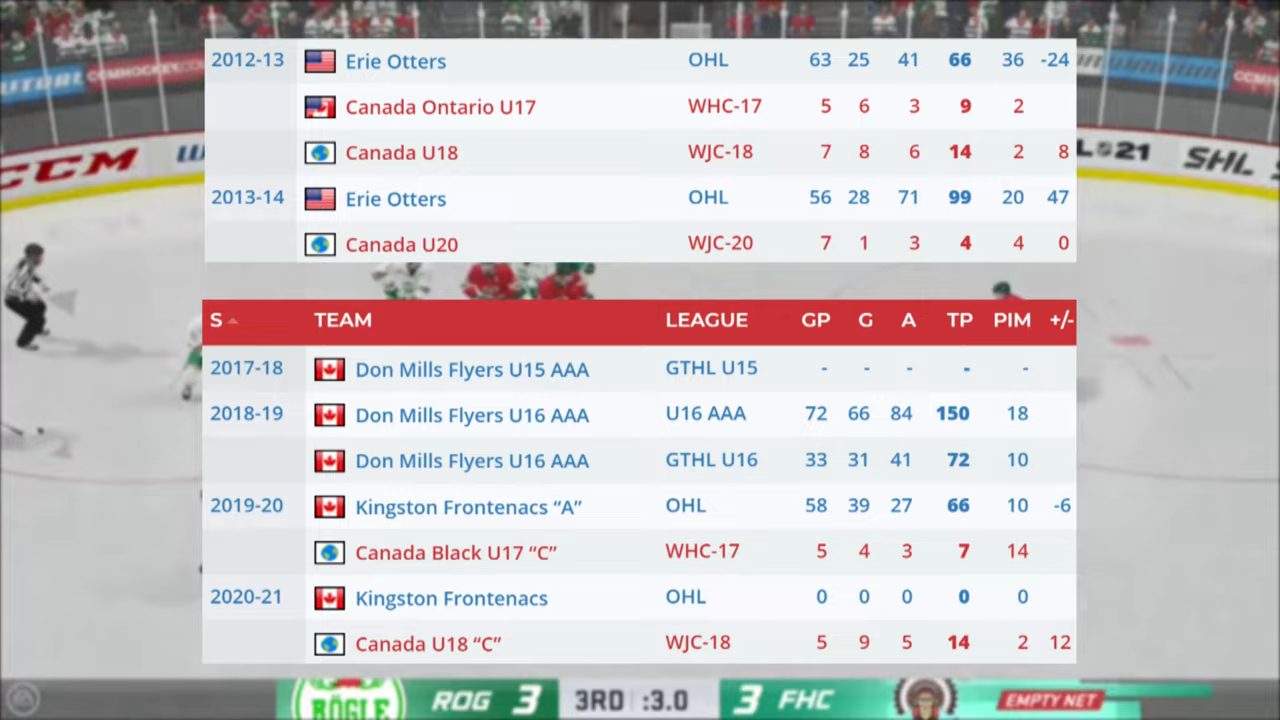 2012-13 Erie Otters OHL 63 25 41 66 36 -24
Canada Ontario U17 WHC-17 5 6 3 9 2
Canada U18 WJC-18 7 8 6 14 2 8
2013-14 Erie Otters OHL 56 28 71 99 20 47
Canada U20 WJC-20 7 1 3 4 4 0
CCMHOCKEY.CO
CCMH
CCM
L 21 SHL
S TEAM LEAGUE GP G A TP PIM +/-
2017-18 Don Mills Flyers U15 AAA GTHL U15 - - - - -
2018-19 Don Mills Flyers U16 AAA U16 AAA 72 66 84 150 18
Don Mills Flyers U16 AAA GTHL U16 33 31 41 72 10
2019-20 Kingston Frontenacs “A” OHL 58 39 27 66 10 -6
Canada Black U17 “C” WHC-17 5 4 3 7 14
2020-21 Kingston Frontenacs OHL 0 0 0 0 0
Canada U18 “C” WJC-18 5 9 5 14 2 12
EA RÖGLE ROG 3 3RD :3.0 3 FHC EMPTY NET